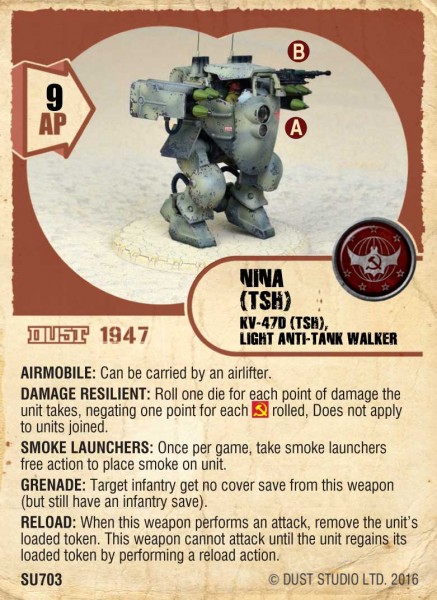 B
9
AP
A
NINA
(TSH)
KV-47D (TSH),
LIGHT ANTI-TANK WALKER
DUST 1947
AIRMOBILE: Can be carried by an airlifter.
DAMAGE RESILIENT: Roll one die for each point of damage the
unit takes, negating one point for each rolled, Does not apply
to units joined.
SMOKE LAUNCHERS: Once per game, take smoke launchers
free action to place smoke on unit.
GRENADE: Target infantry get no cover save from this weapon
(but still have an infantry save).
RELOAD: When this weapon performs an attack, remove the unit's
loaded token. This weapon cannot attack until the unit regains its
loaded token by performing a reload action.
SU703
© DUST STUDIO LTD. 2016